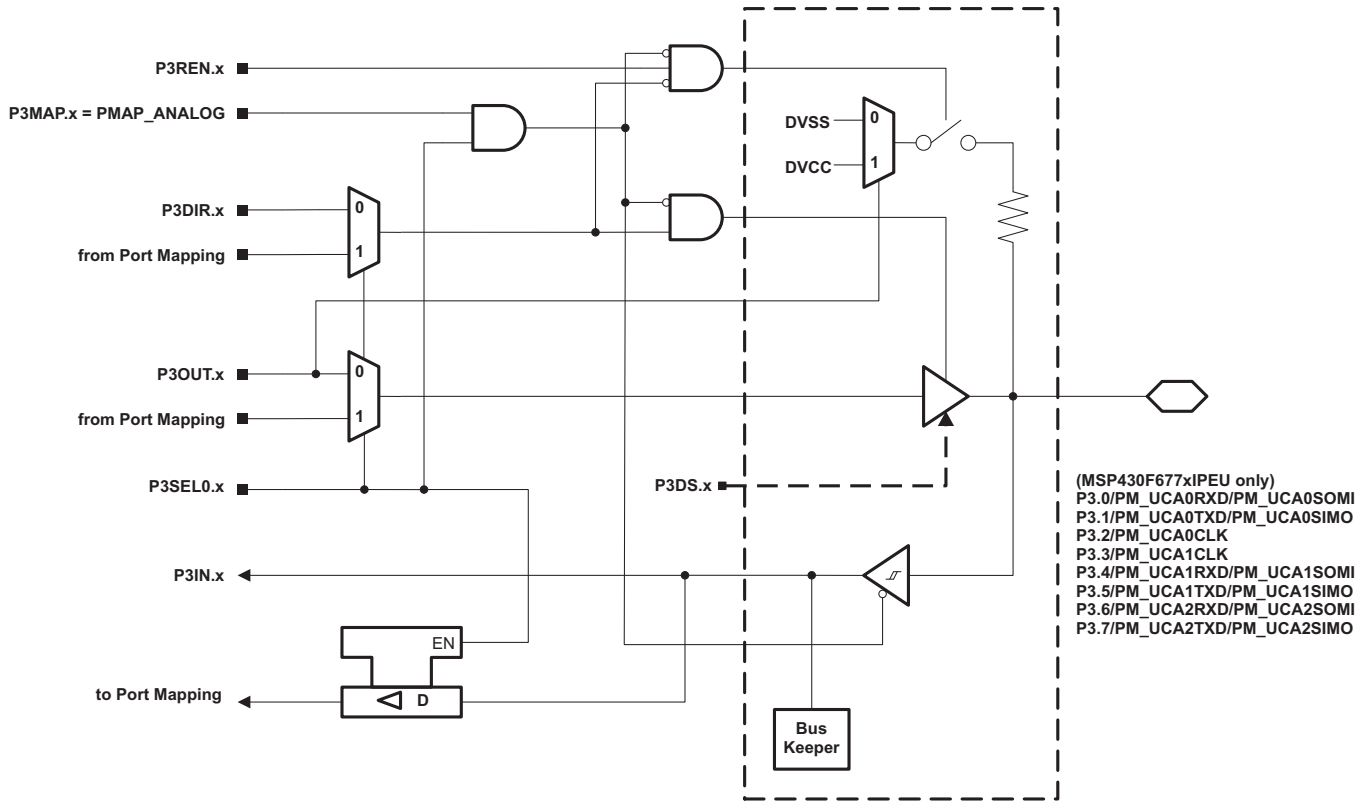 P3REN.x
P3MAP.x = PMAP_ANALOG
DVSS
0
DVCC
1
P3DIR.x
0
from Port Mapping
1
P3OUT.x
0
from Port Mapping
1
P3SEL0.x
P3DS.x
(MSP430F677xIPEU only)
P3.0/PM_UCA0RXD/PM_UCA0SOMI
P3.1/PM_UCA0TXD/PM_UCA0SIMO
P3.2/PM_UCA0CLK
P3.3/PM_UCA1CLK
P3.4/PM_UCA1RXD/PM_UCA1SOMI
P3.5/PM_UCA1TXD/PM_UCA1SIMO
P3.6/PM_UCA2RXD/PM_UCA2SOMI
P3.7/PM_UCA2TXD/PM_UCA2SIMO
P3IN.x
EN
to Port Mapping
D
Bus
Keeper